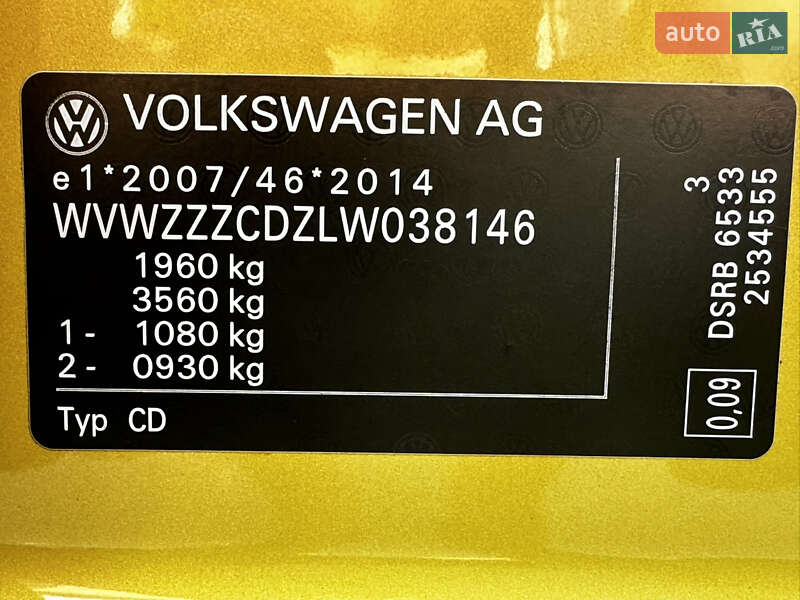 auto RIA.com
VOLKSWAGEN AG
e1*2007/46*2014
WVWZZZCDZLW038146
1960 kg
3560 kg
1- 1080 kg
2- 0930 kg
Typ CD
3
DSRB 6533
2534555
0,09